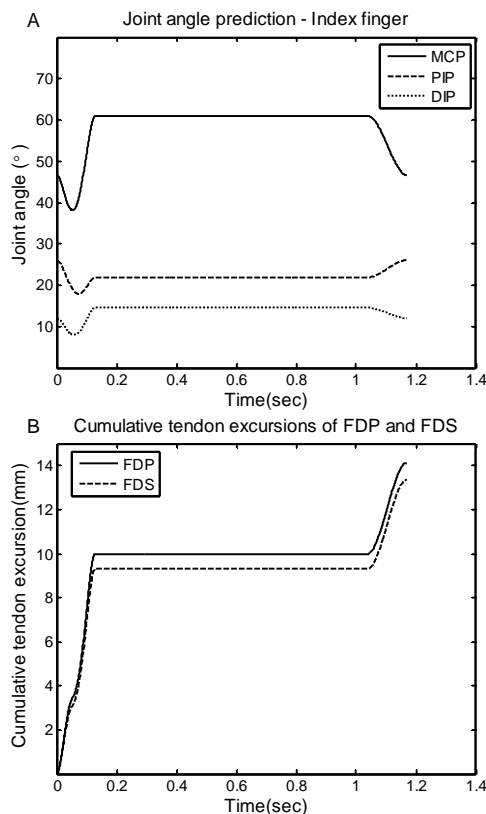 A
Joint angle prediction - Index finger
MCP
PIP
DIP
70
60
50
40
30
20
10
Joint angle (°)
0 0.2 0.4 0.6 0.8 1 1.2 1.4
Time(sec)
B
Cumulative tendon excursions of FDP and FDS
FDP
FDS
14
12
10
8
6
4
2
Cumulative tendon excursion(mm)
0 0.2 0.4 0.6 0.8 1 1.2 1.4
Time(sec)